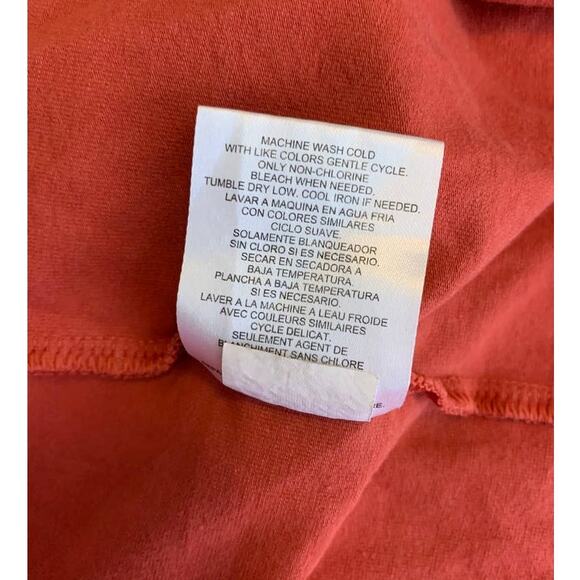 MACHINE WASH COLD
WITH LIKE COLORS GENTLE CYCLE.
ONLY NON-CHLORINE
BLEACH WHEN NEEDED.
TUMBLE DRY LOW. COOL IRON IF NEEDED.
LAVAR A MAQUINA EN AGUA FRIA
CON COLORES SIMILARES
CICLO SUAVE.
SOLAMENTE BLANQUEADOR
SIN CLORO SI ES NECESARIO.
SECAR EN SECADORA A
BAJA TEMPERATURA.
PLANCHA A BAJA TEMPERATURA
SI ES NECESARIO.
LAVER A LA MACHINE A LEAU FROIDE
AVEC COULEURS SIMILAIRES
CYCLE DELICAT.
SEULEMENT AGENT DE
BLANCHIMENT SANS CHLORE